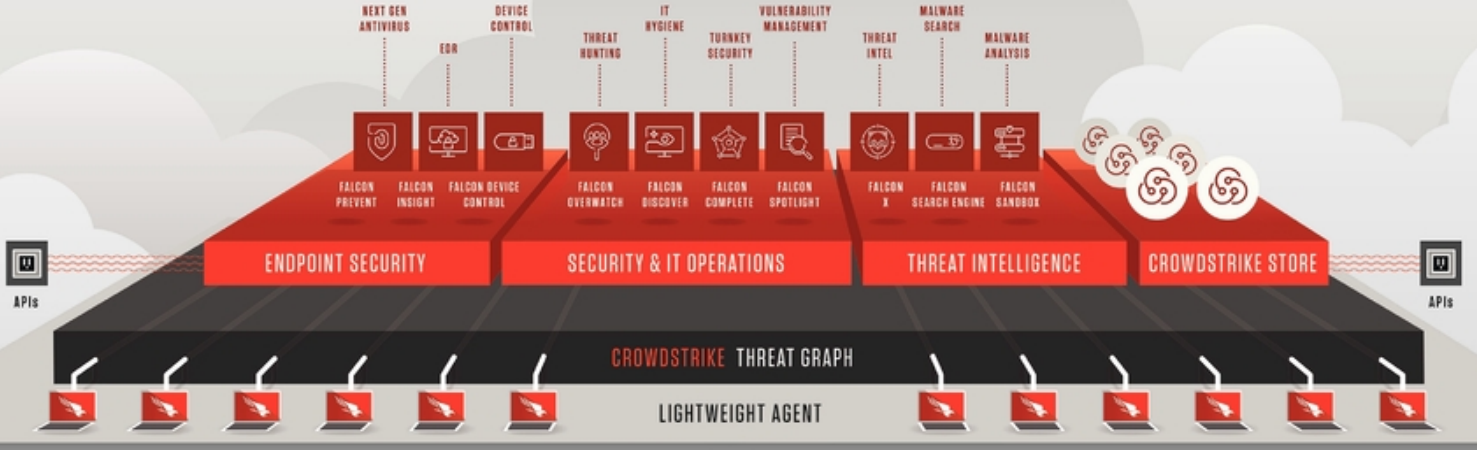 NEXT GEN
ANTIVIRUS
EDR
DEVICE
CONTROL
THREAT
HUNTING
IT
HYGIENE
TURNKEY
SECURITY
VULNERABILITY
MANAGEMENT
THREAT
INTEL
MALWARE
SEARCH
MALWARE
ANALYSIS
FALCON
PREVENT
FALCON
INSIGHT
FALCON DEVICE
CONTROL
FALCON
OVERWATCH
FALCON
DISCOVER
FALCON
COMPLETE
FALCON
SPOTLIGHT
FALCON
X
FALCON
SEARCH ENGINE
FALCON
SANDBOX
ENDPOINT SECURITY
SECURITY & IT OPERATIONS
THREAT INTELLIGENCE
CROWDSTRIKE STORE
APIs
APIs
CROWDSTRIKE THREAT GRAPH
LIGHTWEIGHT AGENT